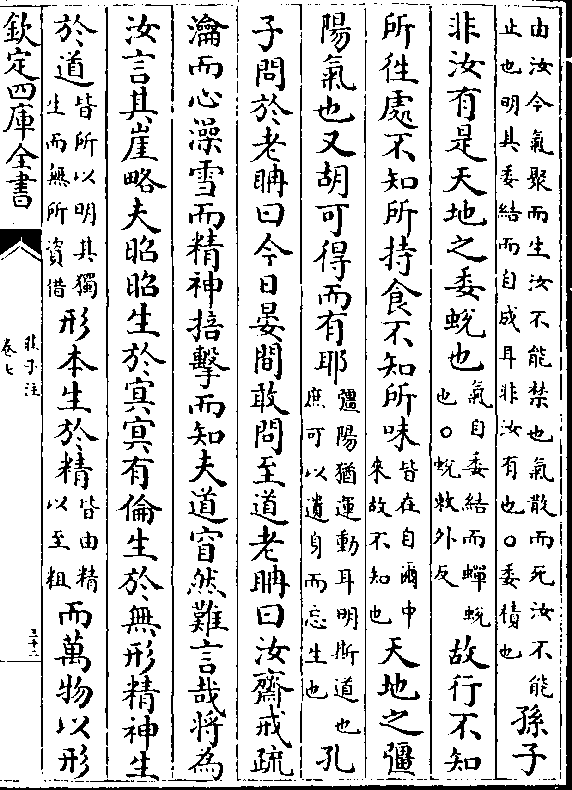 由汝今氣聚而生汝不能禁也氣散而死汝不能
止也明其委結而自成耳非汝有也○委積也
孫子
非汝有是天地之委蛻也
氣自委結而蟬蛻
也○蛻敕外反
故行不知
所往處不知所持食不知所味
皆在自爾中
來故不知也
天地之彊
陽氣也又胡可得而有耶
彊陽猶運動耳明斯道也
庶可以遺身而忘生也
孔
子問於老聃曰今日晏閒敢問至道老聃曰汝齋戒疏
瀹而心澡雪而精神掊擊而知夫道窅然難言哉將為
汝言其崖略夫昭昭生於冥冥有倫生於無形精神生
於道
皆所以明其獨
生而無所資借
形本生於精
皆由精
以至粗
而萬物以形
欽定四庫全書
莊子注
卷七
三十二